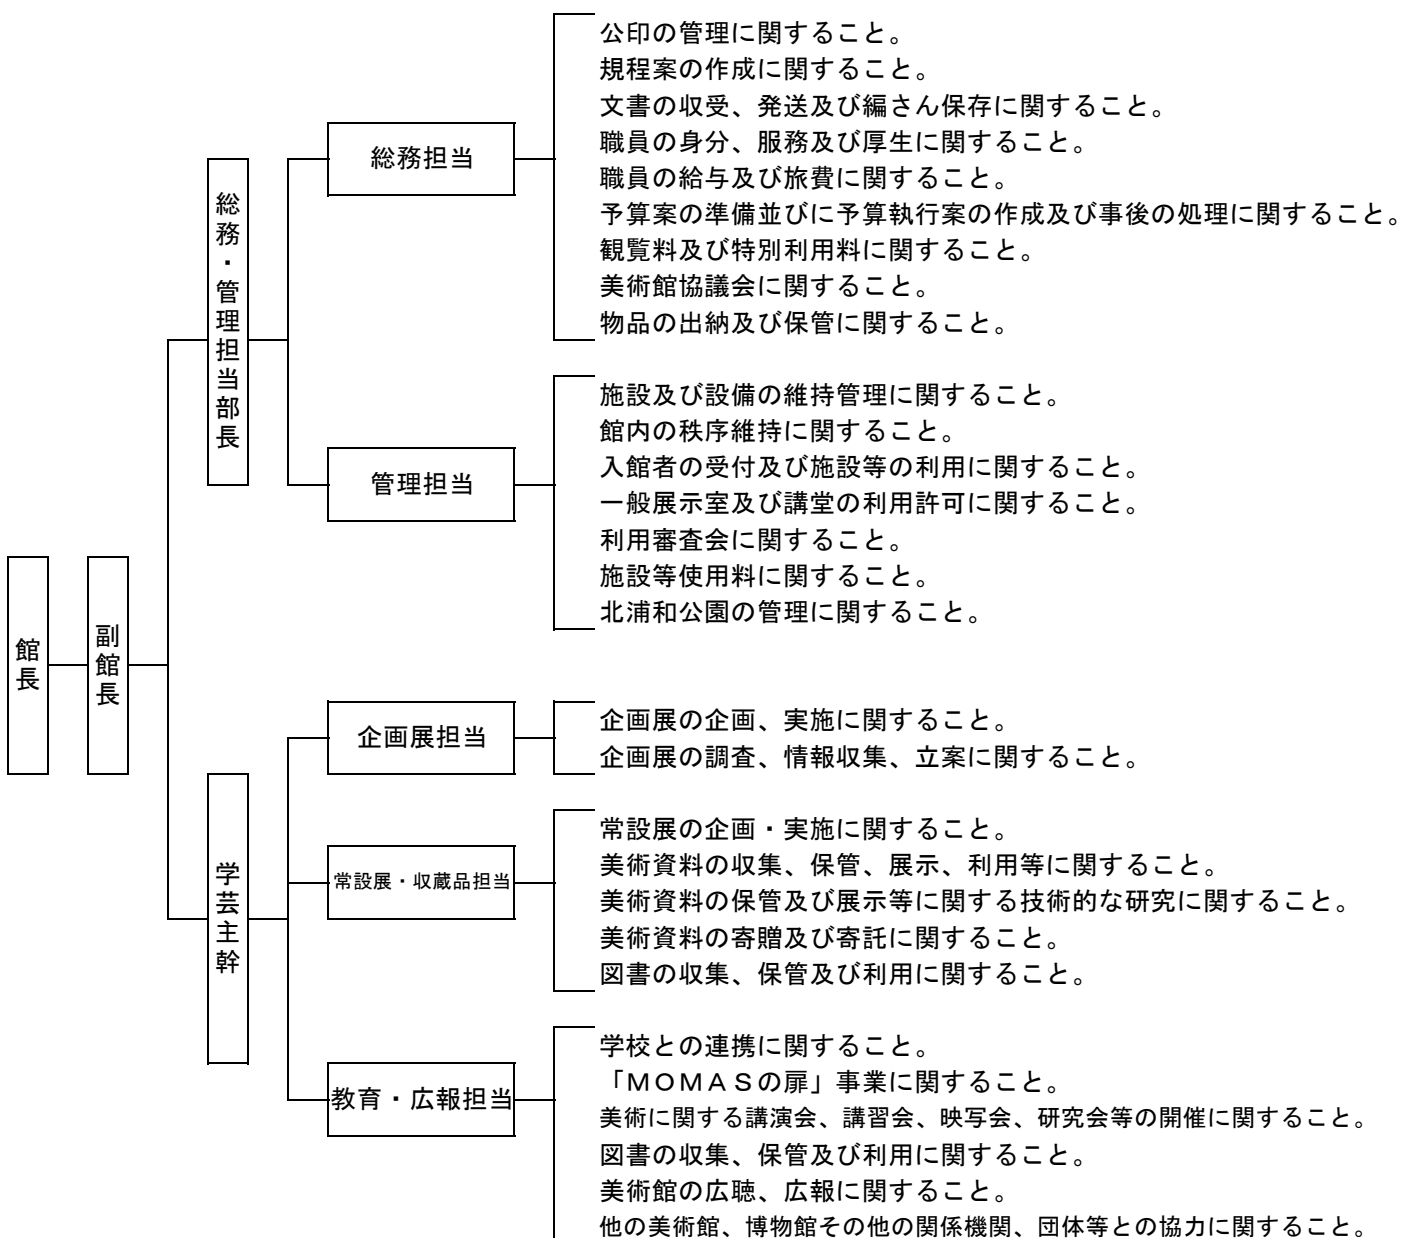 館長
副館長
総務・管理担当部長
総務担当
公印の管理に関すること。
規程案の作成に関すること。
文書の収受、発送及び編さん保存に関すること。
職員の身分、服務及び厚生に関すること。
職員の給与及び旅費に関すること。
予算案の準備並びに予算執行案の作成及び事後の処理に関すること。
観覧料及び特別利用料に関すること。
美術館協議会に関すること。
物品の出納及び保管に関すること。
管理担当
施設及び設備の維持管理に関すること。
館内の秩序維持に関すること。
入館者の受付及び施設等の利用に関すること。
一般展示室及び講堂の利用許可に関すること。
利用審査会に関すること。
施設等使用料に関すること。
北浦和公園の管理に関すること。
学芸主幹
企画展担当
企画展の企画、実施に関すること。
企画展の調査、情報収集、立案に関すること。
常設展・収蔵品担当
常設展の企画・実施に関すること。
美術資料の収集、保管、展示、利用等に関すること。
美術資料の保管及び展示等に関する技術的な研究に関すること。
美術資料の寄贈及び寄託に関すること。
図書の収集、保管及び利用に関すること。
教育・広報担当
学校との連携に関すること。
「ＭＯＭＡＳの扉」事業に関すること。
美術に関する講演会、講習会、映写会、研究会等の開催に関すること。
図書の収集、保管及び利用に関すること。
美術館の広聴、広報に関すること。
他の美術館、博物館その他の関係機関、団体等との協力に関すること。